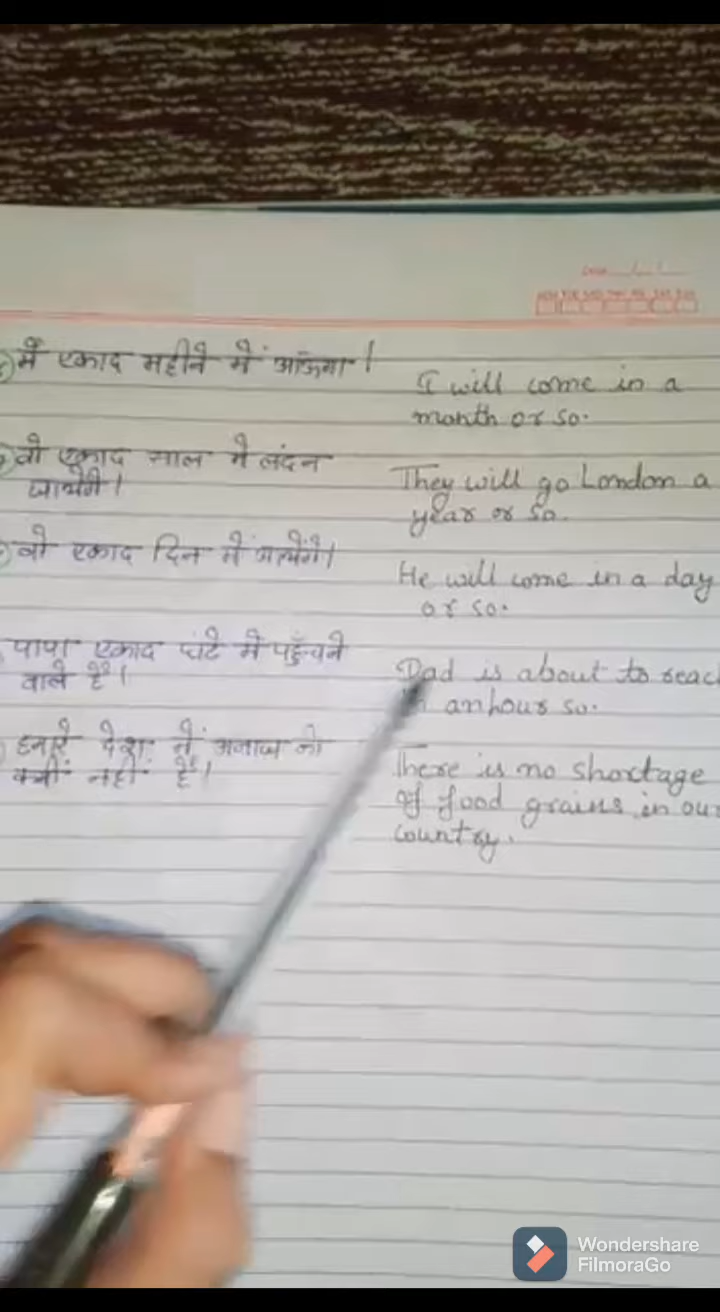 मैं एकाद महीने में आऊँगा।
I will come in a
month or so.
वो एकाद साल मे लंदन
जायेंगे।
They will go London a
year or so.
वो एकाद दिन में
He will come in a day
or so.
पापा एकाद घंटे मे पहुँचने
वाले है।
Dad is about to reac
an hour so.
हमारे देश में अनाज की
नहीं है।
There is no shortage
of food grains in our
country.
Wondershare
FilmoraGo